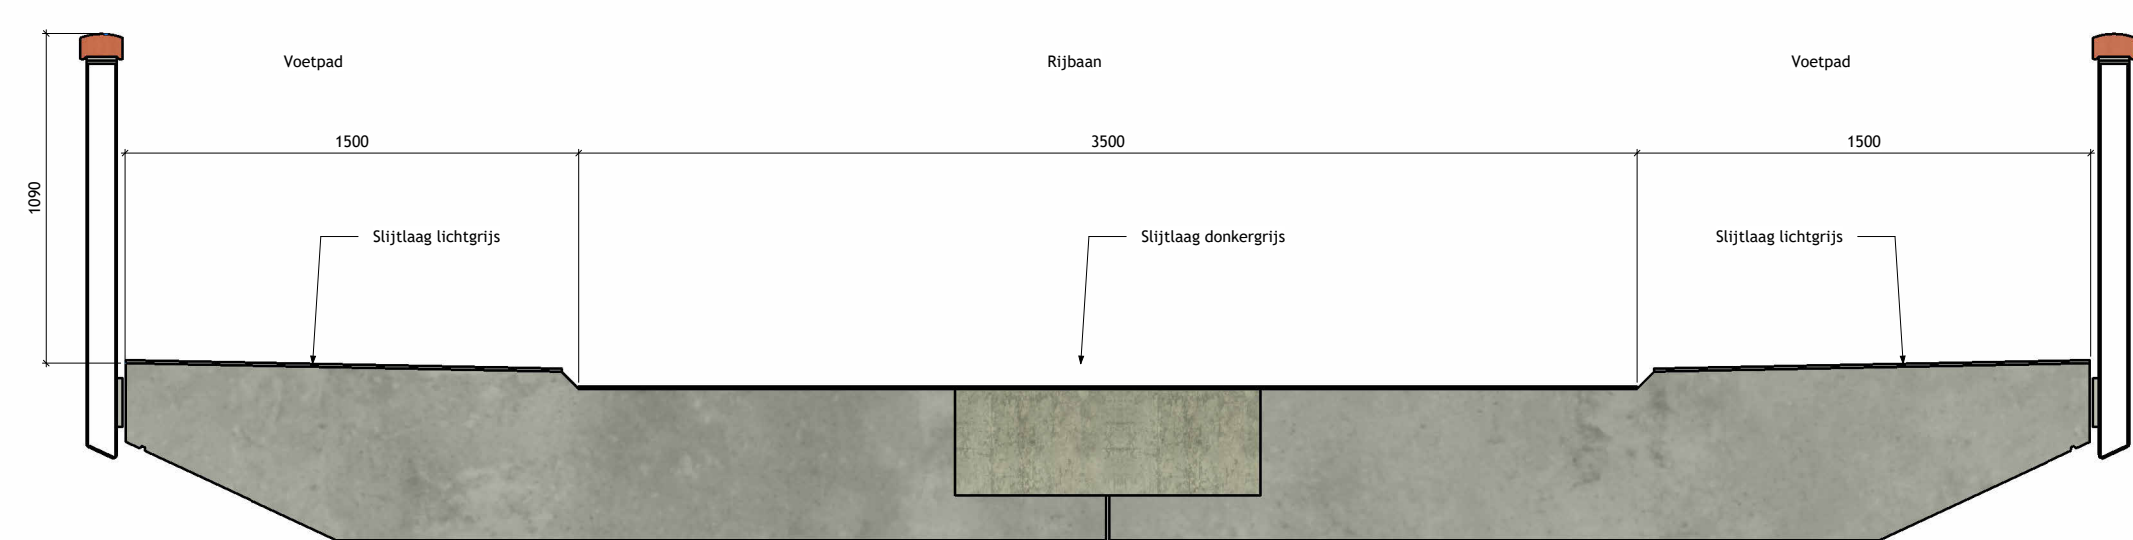 Voetpad
Rijbaan
Voetpad
1500
3500
1500
1090
Slijtlaag lichtgrijs
Slijtlaag donkergrijs
Slijtlaag lichtgrijs